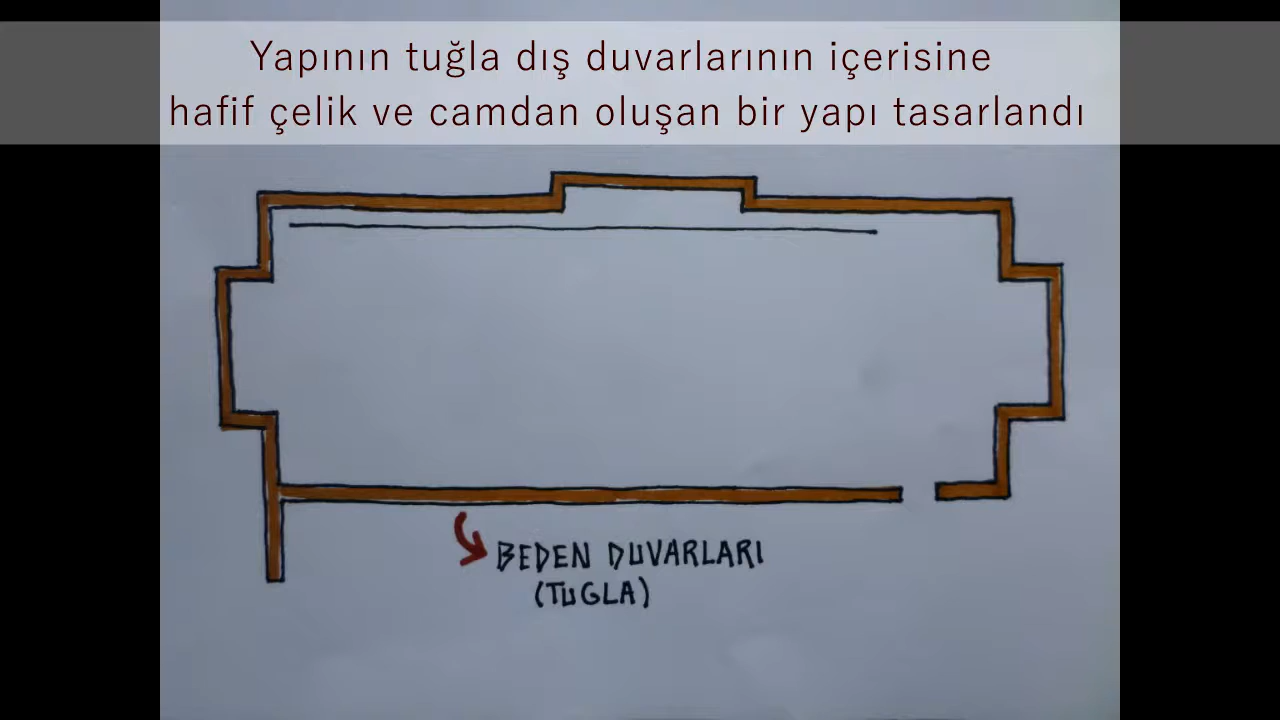 Yapının tuğla dış duvarlarının içerisine
hafif çelik ve camdan oluşan bir yapı tasarlandı
BEDEN DUVARLARI
(TUGLA)